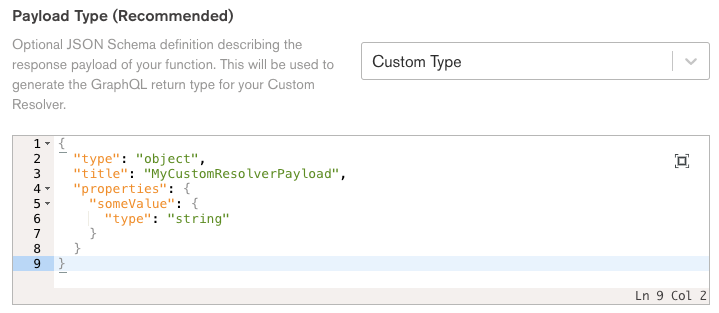 Payload Type (Recommended)
Optional JSON Schema definition describing the
response payload of your function. This will be used to
generate the GraphQL return type for your Custom
Resolver.
Custom Type
1 {
2 "type": "object",
3 "title": "MyCustomResolverPayload",
4 "properties": {
5 "someValue": {
6 "type": "string"
7 }
8 }
9 }
Ln 9 Col 2